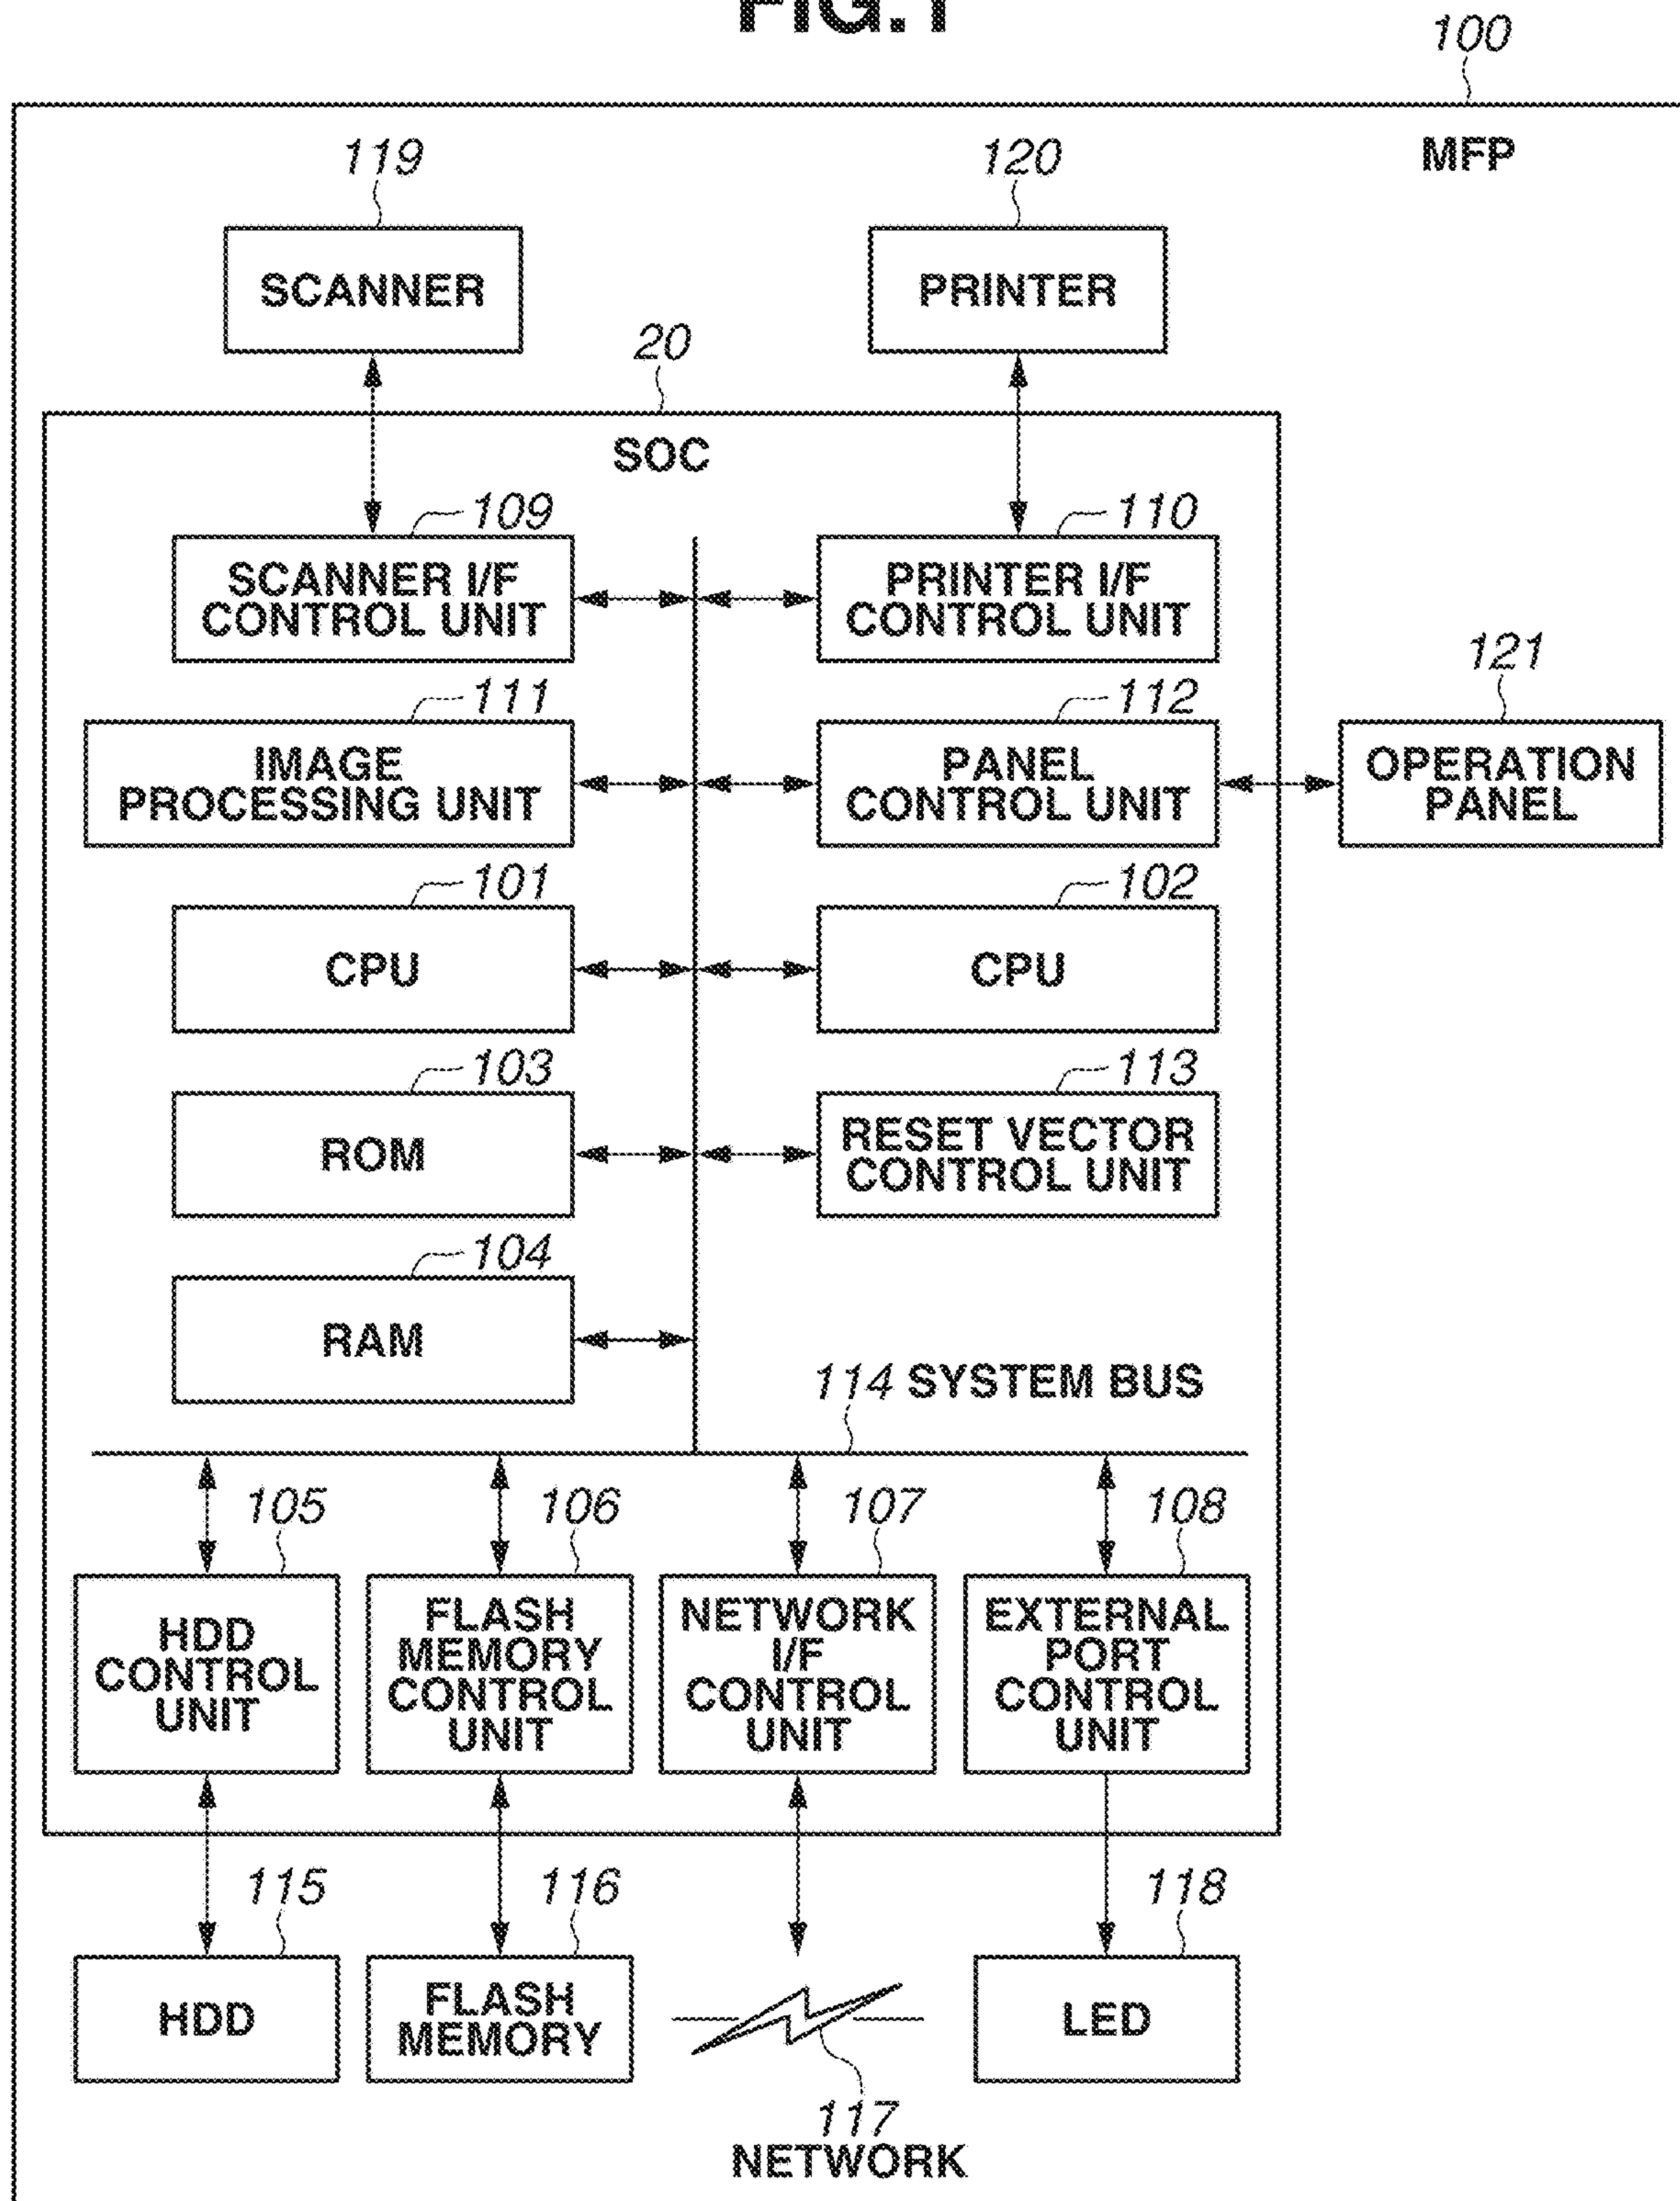 FIG.1
100
MFP
119
120
SCANNER
PRINTER
20
SOC
109
110
SCANNER I/F
CONTROL UNIT
PRINTER I/F
CONTROL UNIT
121
111
112
IMAGE
PROCESSING UNIT
PANEL
CONTROL UNIT
OPERATION
PANEL
101
102
CPU
CPU
103
113
ROM
RESET VECTOR
CONTROL UNIT
104
RAM
114 SYSTEM BUS
105
106
107
108
HDD
CONTROL
UNIT
FLASH
MEMORY
CONTROL
UNIT
NETWORK
I/F
CONTROL
UNIT
EXTERNAL
PORT
CONTROL
UNIT
115
116
118
HDD
FLASH
MEMORY
LED
117
NETWORK